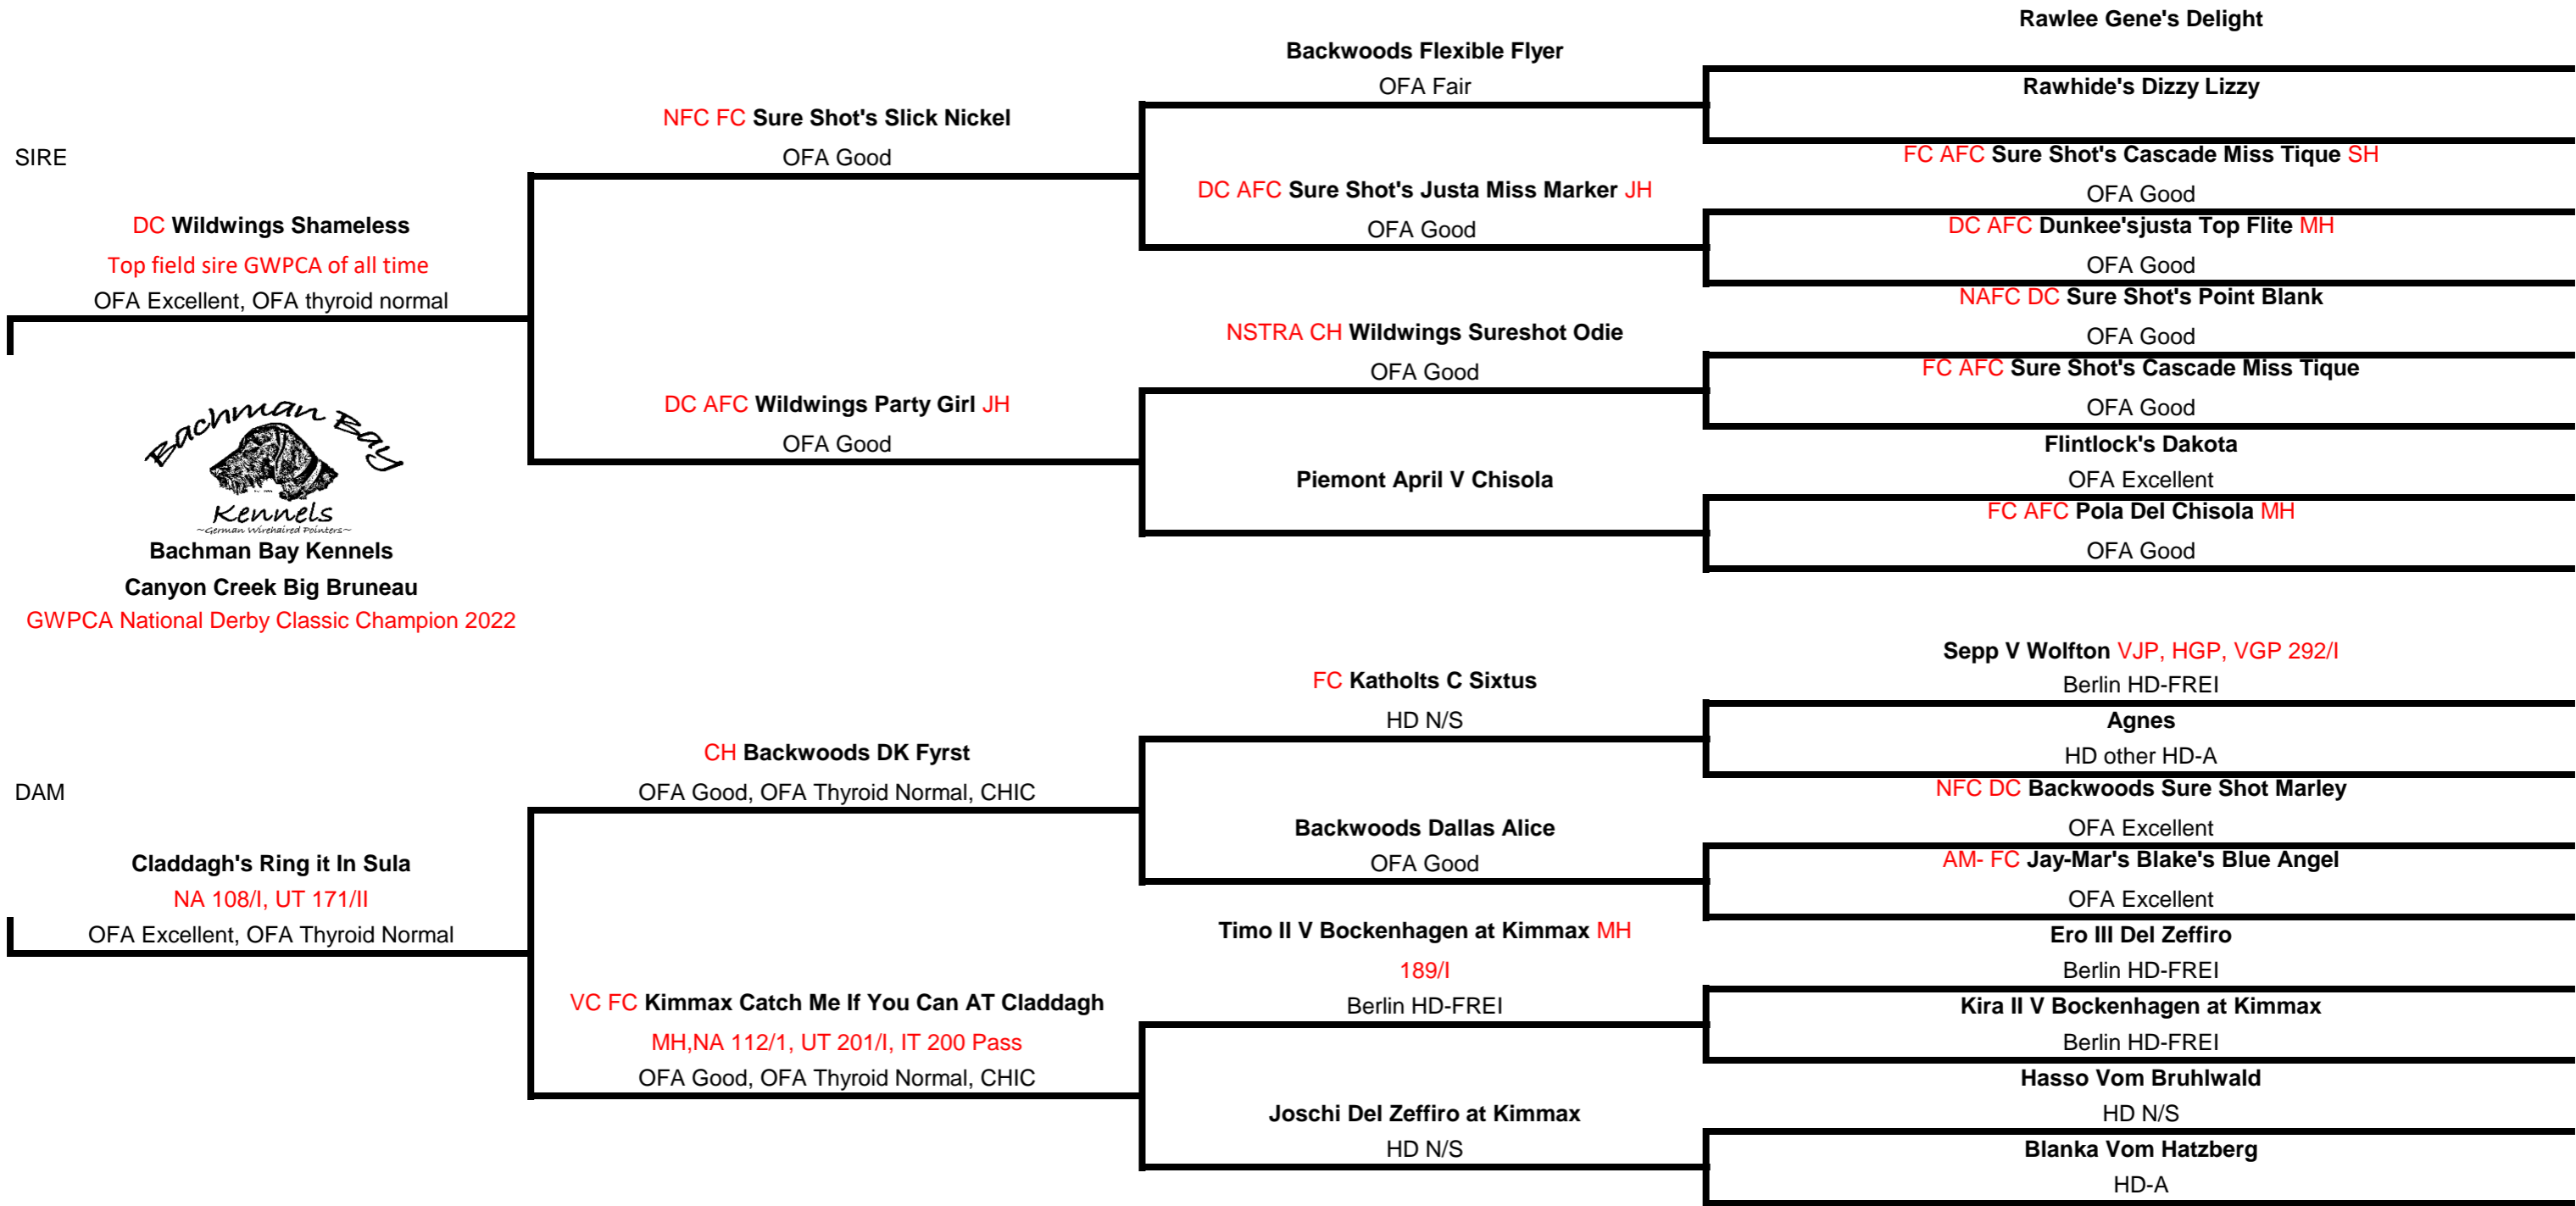 SIRE
DC Wildwings Shameless
Top field sire GWPCA of all time
OFA Excellent, OFA thyroid normal
Bachman Bay
Kennels
~German Wirehaired Pointers~
Bachman Bay Kennels
Canyon Creek Big Bruneau
GWPCA National Derby Classic Champion 2022
DAM
Claddagh's Ring it In Sula
NA 108/I, UT 171/II
OFA Excellent, OFA Thyroid Normal
NFC FC Sure Shot's Slick Nickel
OFA Good
DC AFC Wildwings Party Girl JH
OFA Good
CH Backwoods DK Fyrst
OFA Good, OFA Thyroid Normal, CHIC
VC FC Kimmax Catch Me If You Can AT Claddagh
MH,NA 112/1, UT 201/I, IT 200 Pass
OFA Good, OFA Thyroid Normal, CHIC
Backwoods Flexible Flyer
OFA Fair
DC AFC Sure Shot's Justa Miss Marker JH
OFA Good
NSTRA CH Wildwings Sureshot Odie
OFA Good
Piemont April V Chisola
FC Katholts C Sixtus
HD N/S
Backwoods Dallas Alice
OFA Good
Timo II V Bockenhagen at Kimmax MH
189/I
Berlin HD-FREI
Joschi Del Zeffiro at Kimmax
HD N/S
Rawlee Gene's Delight
Rawhide's Dizzy Lizzy
FC AFC Sure Shot's Cascade Miss Tique SH
OFA Good
DC AFC Dunkee'sjusta Top Flite MH
OFA Good
NAFC DC Sure Shot's Point Blank
OFA Good
FC AFC Sure Shot's Cascade Miss Tique
OFA Good
Flintlock's Dakota
OFA Excellent
FC AFC Pola Del Chisola MH
OFA Good
Sepp V Wolfton VJP, HGP, VGP 292/I
Berlin HD-FREI
Agnes
HD other HD-A
NFC DC Backwoods Sure Shot Marley
OFA Excellent
AM- FC Jay-Mar's Blake's Blue Angel
OFA Excellent
Ero III Del Zeffiro
Berlin HD-FREI
Kira II V Bockenhagen at Kimmax
Berlin HD-FREI
Hasso Vom Bruhlwald
HD N/S
Blanka Vom Hatzberg
HD-A